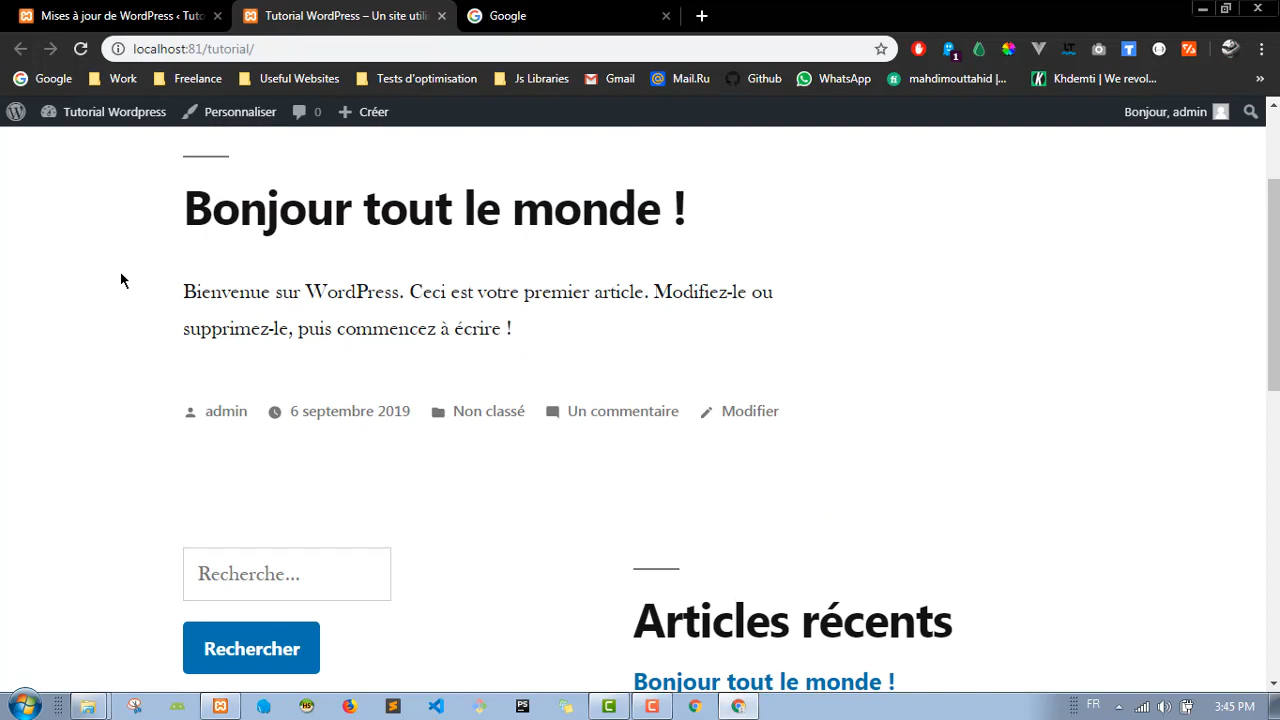 Mises à jour de WordPress ‹ Tuto
Tutorial WordPress – Un site utili
Google
localhost:81/tutorial/
1
Google
Work
Freelance
Useful Websites
Tests d'optimisation
Js Libraries
Gmail
Mail.Ru
Github
WhatsApp
mahdimouttahid |...
Khdemti | We revol...
»
Tutorial Wordpress
Personnaliser
0
Créer
Bonjour, admin
Bonjour tout le monde !
Bienvenue sur WordPress. Ceci est votre premier article. Modifiez-le ou
supprimez-le, puis commencez à écrire !
admin
6 septembre 2019
Non classé
Un commentaire
Modifier
Recherche…
Rechercher
Articles récents
Bonjour tout le monde !
FR
3:45 PM